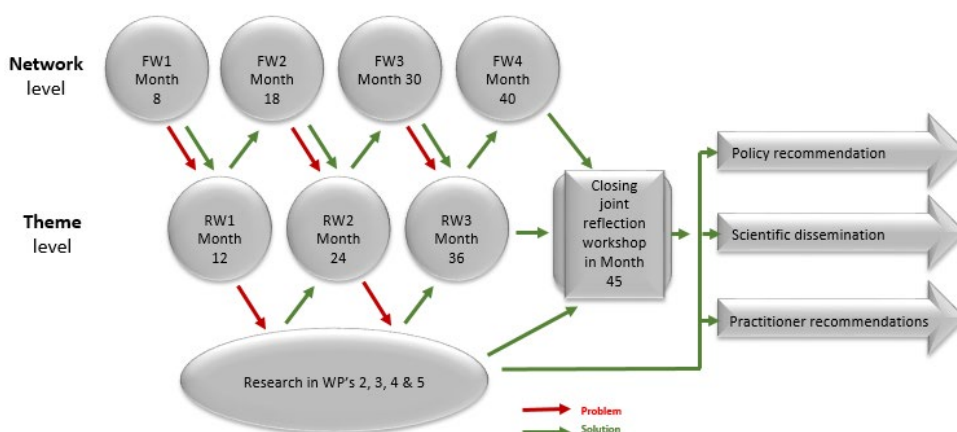 Network
level
FW1
Month
8
FW2
Month
18
FW3
Month 30
FW4
Month
40
Policy recommendation
Theme
level
RW1
Month
12
RW2
Month
24
RW3
Month
36
Closing
joint
reflection
workshop
in Month
45
Scientific dissemination
Practitioner recommendations
Research in WP's 2, 3, 4 & 5
Problem
Solution